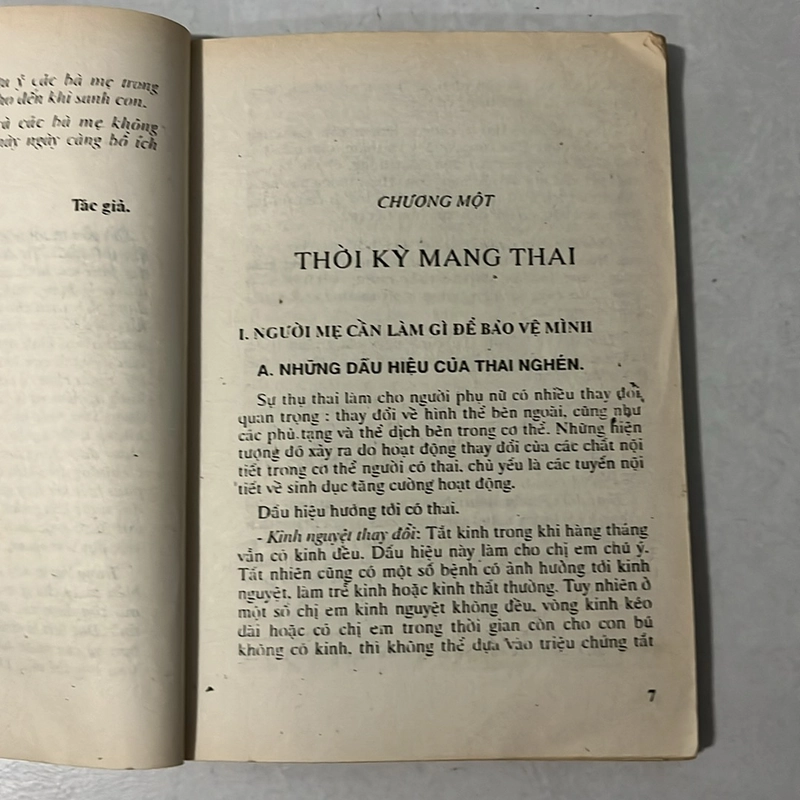 ý các bà mẹ trong
đến khi sanh con.
các bà mẹ không
ngày càng bổ ích
Tác giả.
CHƯƠNG MỘT
THỜI KỲ MANG THAI
I. NGƯỜI MẸ CẦN LÀM GÌ ĐỂ BẢO VỆ MÌNH
A. NHỮNG DẤU HIỆU CỦA THAI NGHÉN.
Sự thụ thai làm cho người phụ nữ có nhiều thay đổi
quan trọng : thay đổi về hình thể bên ngoài, cũng như
các phủ tạng và thể dịch bên trong cơ thể. Những hiện
tượng đó xảy ra do hoạt động thay đổi của các chất nội
tiết trong cơ thể người có thai, chủ yếu là các tuyến nội
tiết về sinh dục tăng cường hoạt động.
Dấu hiệu hướng tới có thai.
- Kinh nguyệt thay đổi: Tắt kinh trong khi hàng tháng
vẫn có kinh đều. Dấu hiệu này làm cho chị em chú ý.
Tất nhiên cũng có một số bệnh có ảnh hưởng tới kinh
nguyệt, làm trễ kinh hoặc kinh thất thường. Tuy nhiên ở
một số chị em kinh nguyệt không đều, vòng kinh kéo
dài hoặc có chị em trong thời gian còn cho con bú
không có kinh, thì không thể dựa vào triệu chứng tắt
7